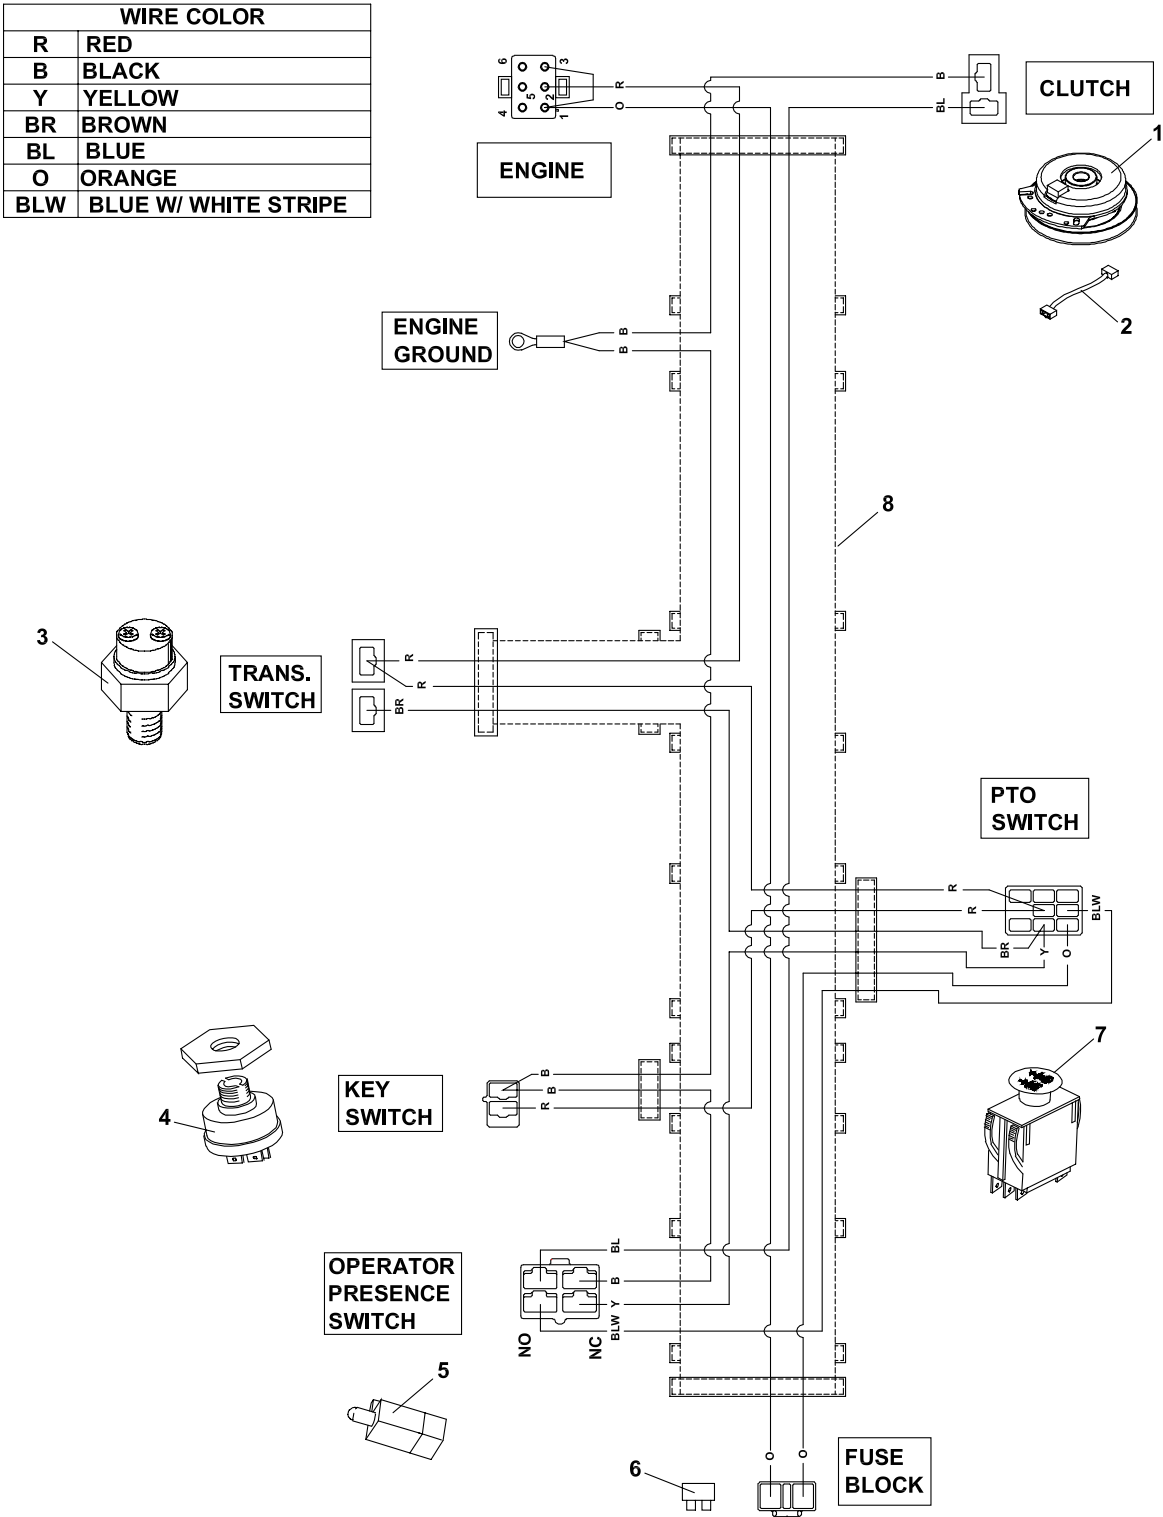 WIRE COLOR
R RED
B BLACK
Y YELLOW
BR BROWN
BL BLUE
O ORANGE
BLW BLUE W/ WHITE STRIPE
6 3
5 2
4 1
R
O
ENGINE
B
BL
CLUTCH
1
2
ENGINE
GROUND
B
B
8
3
TRANS.
SWITCH
R
R
BR
PTO
SWITCH
R
R
BLW
BR
Y
O
7
4
KEY
SWITCH
B
B
R
OPERATOR
PRESENCE
SWITCH
BL
B
Y
BLW
NO
NC
5
6
O
O
FUSE
BLOCK